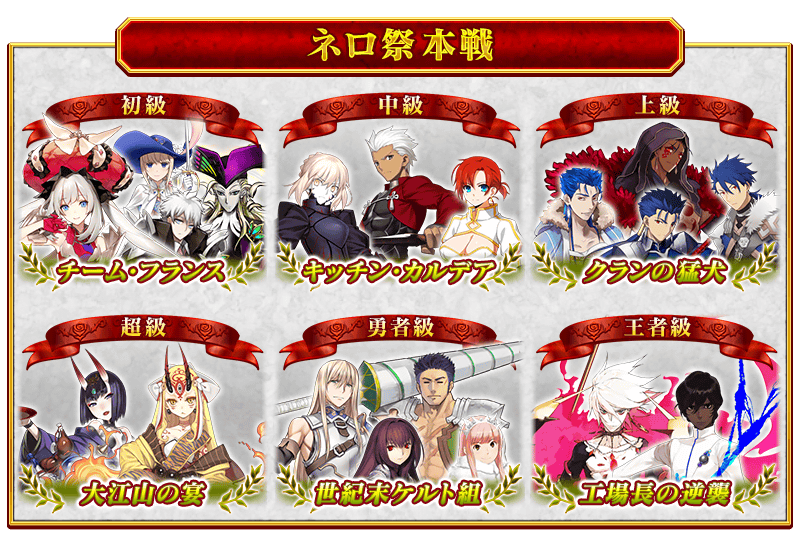 ネロ祭 本戦
初級
チーム・フランス
中級
キッチン・カルデア
上級
クランの猛犬
超級
大江山の宴
勇者級
世紀末ケルト組
王者級
工場長の逆襲